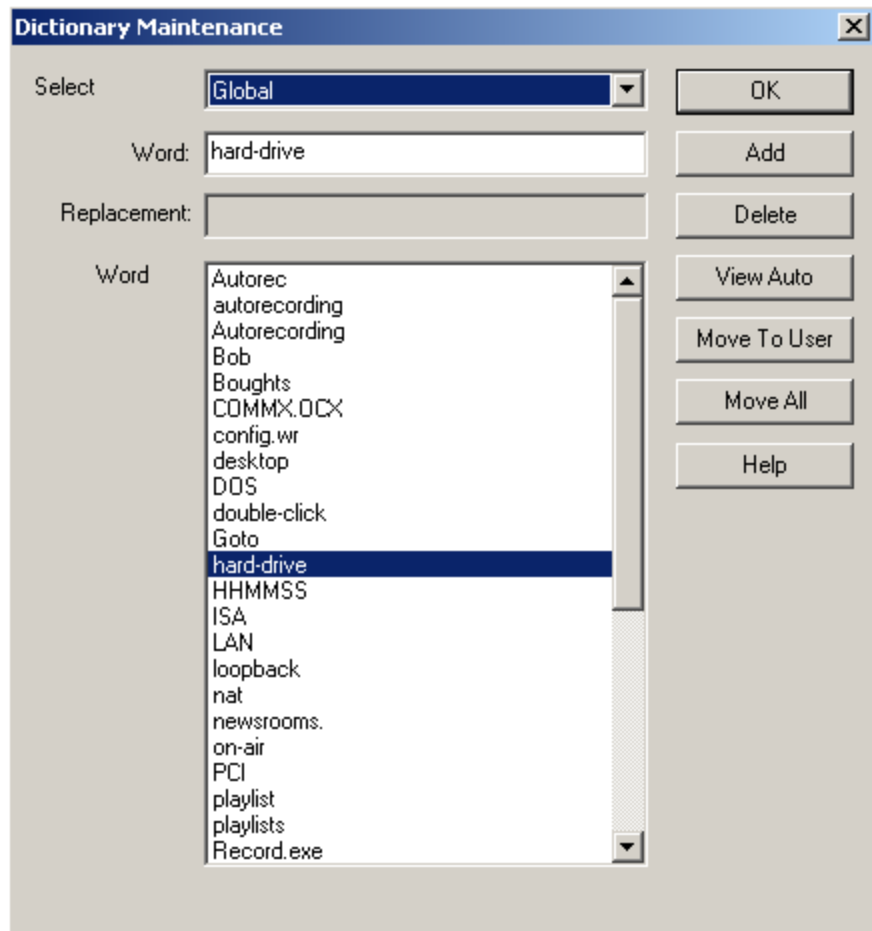 Dictionary Maintenance
Select Global OK
Word: hard-drive Add
Replacement: Delete
Word
Autorec
autorecording
Autorecording
Bob
Boughts
COMMX.OCX
config.wr
desktop
DOS
double-click
Goto
hard-drive
HHMMSS
ISA
LAN
loopback
nat
newsrooms.
on-air
PCI
playlist
playlists
Record.exe
View Auto
Move To User
Move All
Help